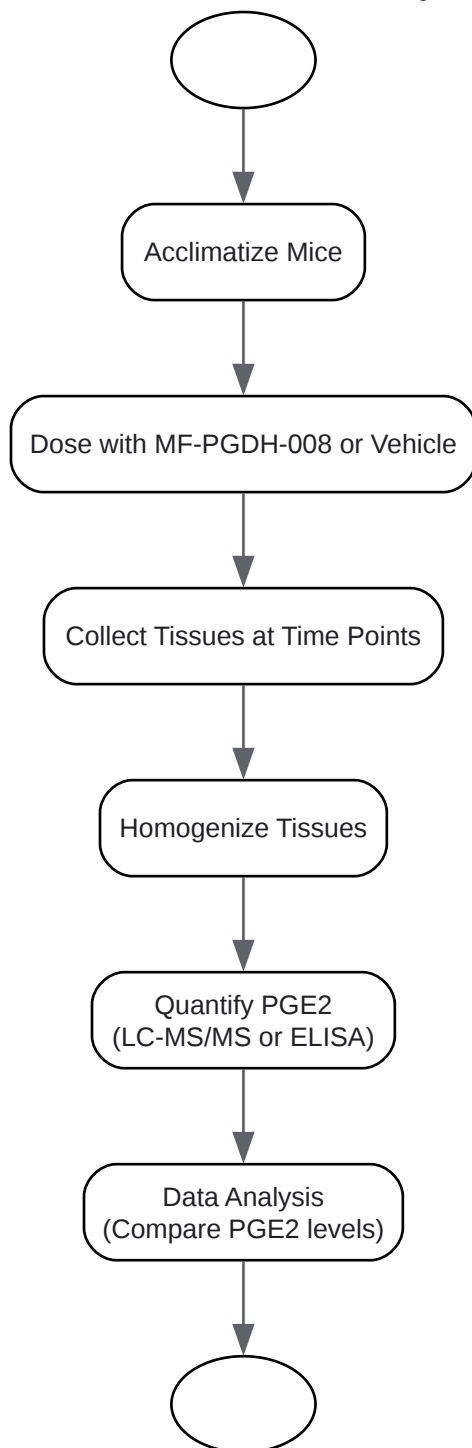 Acclimatize Mice
Dose with MF-PGDH-008 or Vehicle
Collect Tissues at Time Points
Homogenize Tissues
Quantify PGE2
(LC-MS/MS or ELISA)
Data Analysis
(Compare PGE2 levels)